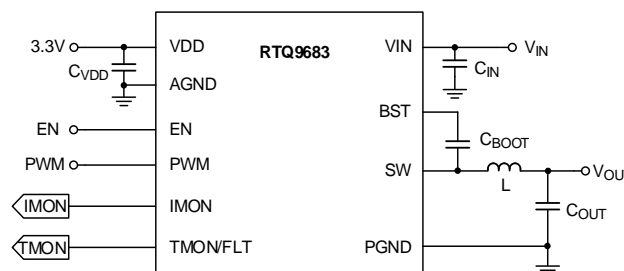 3.3V
VDD
RTQ9683
VIN
VIN
CVDD
CIN
AGND
BST
EN
EN
CBOOT
PWM
PWM
SW
L
VOU
IMON
IMON
COUT
TMON
TMON/FLT
PGND